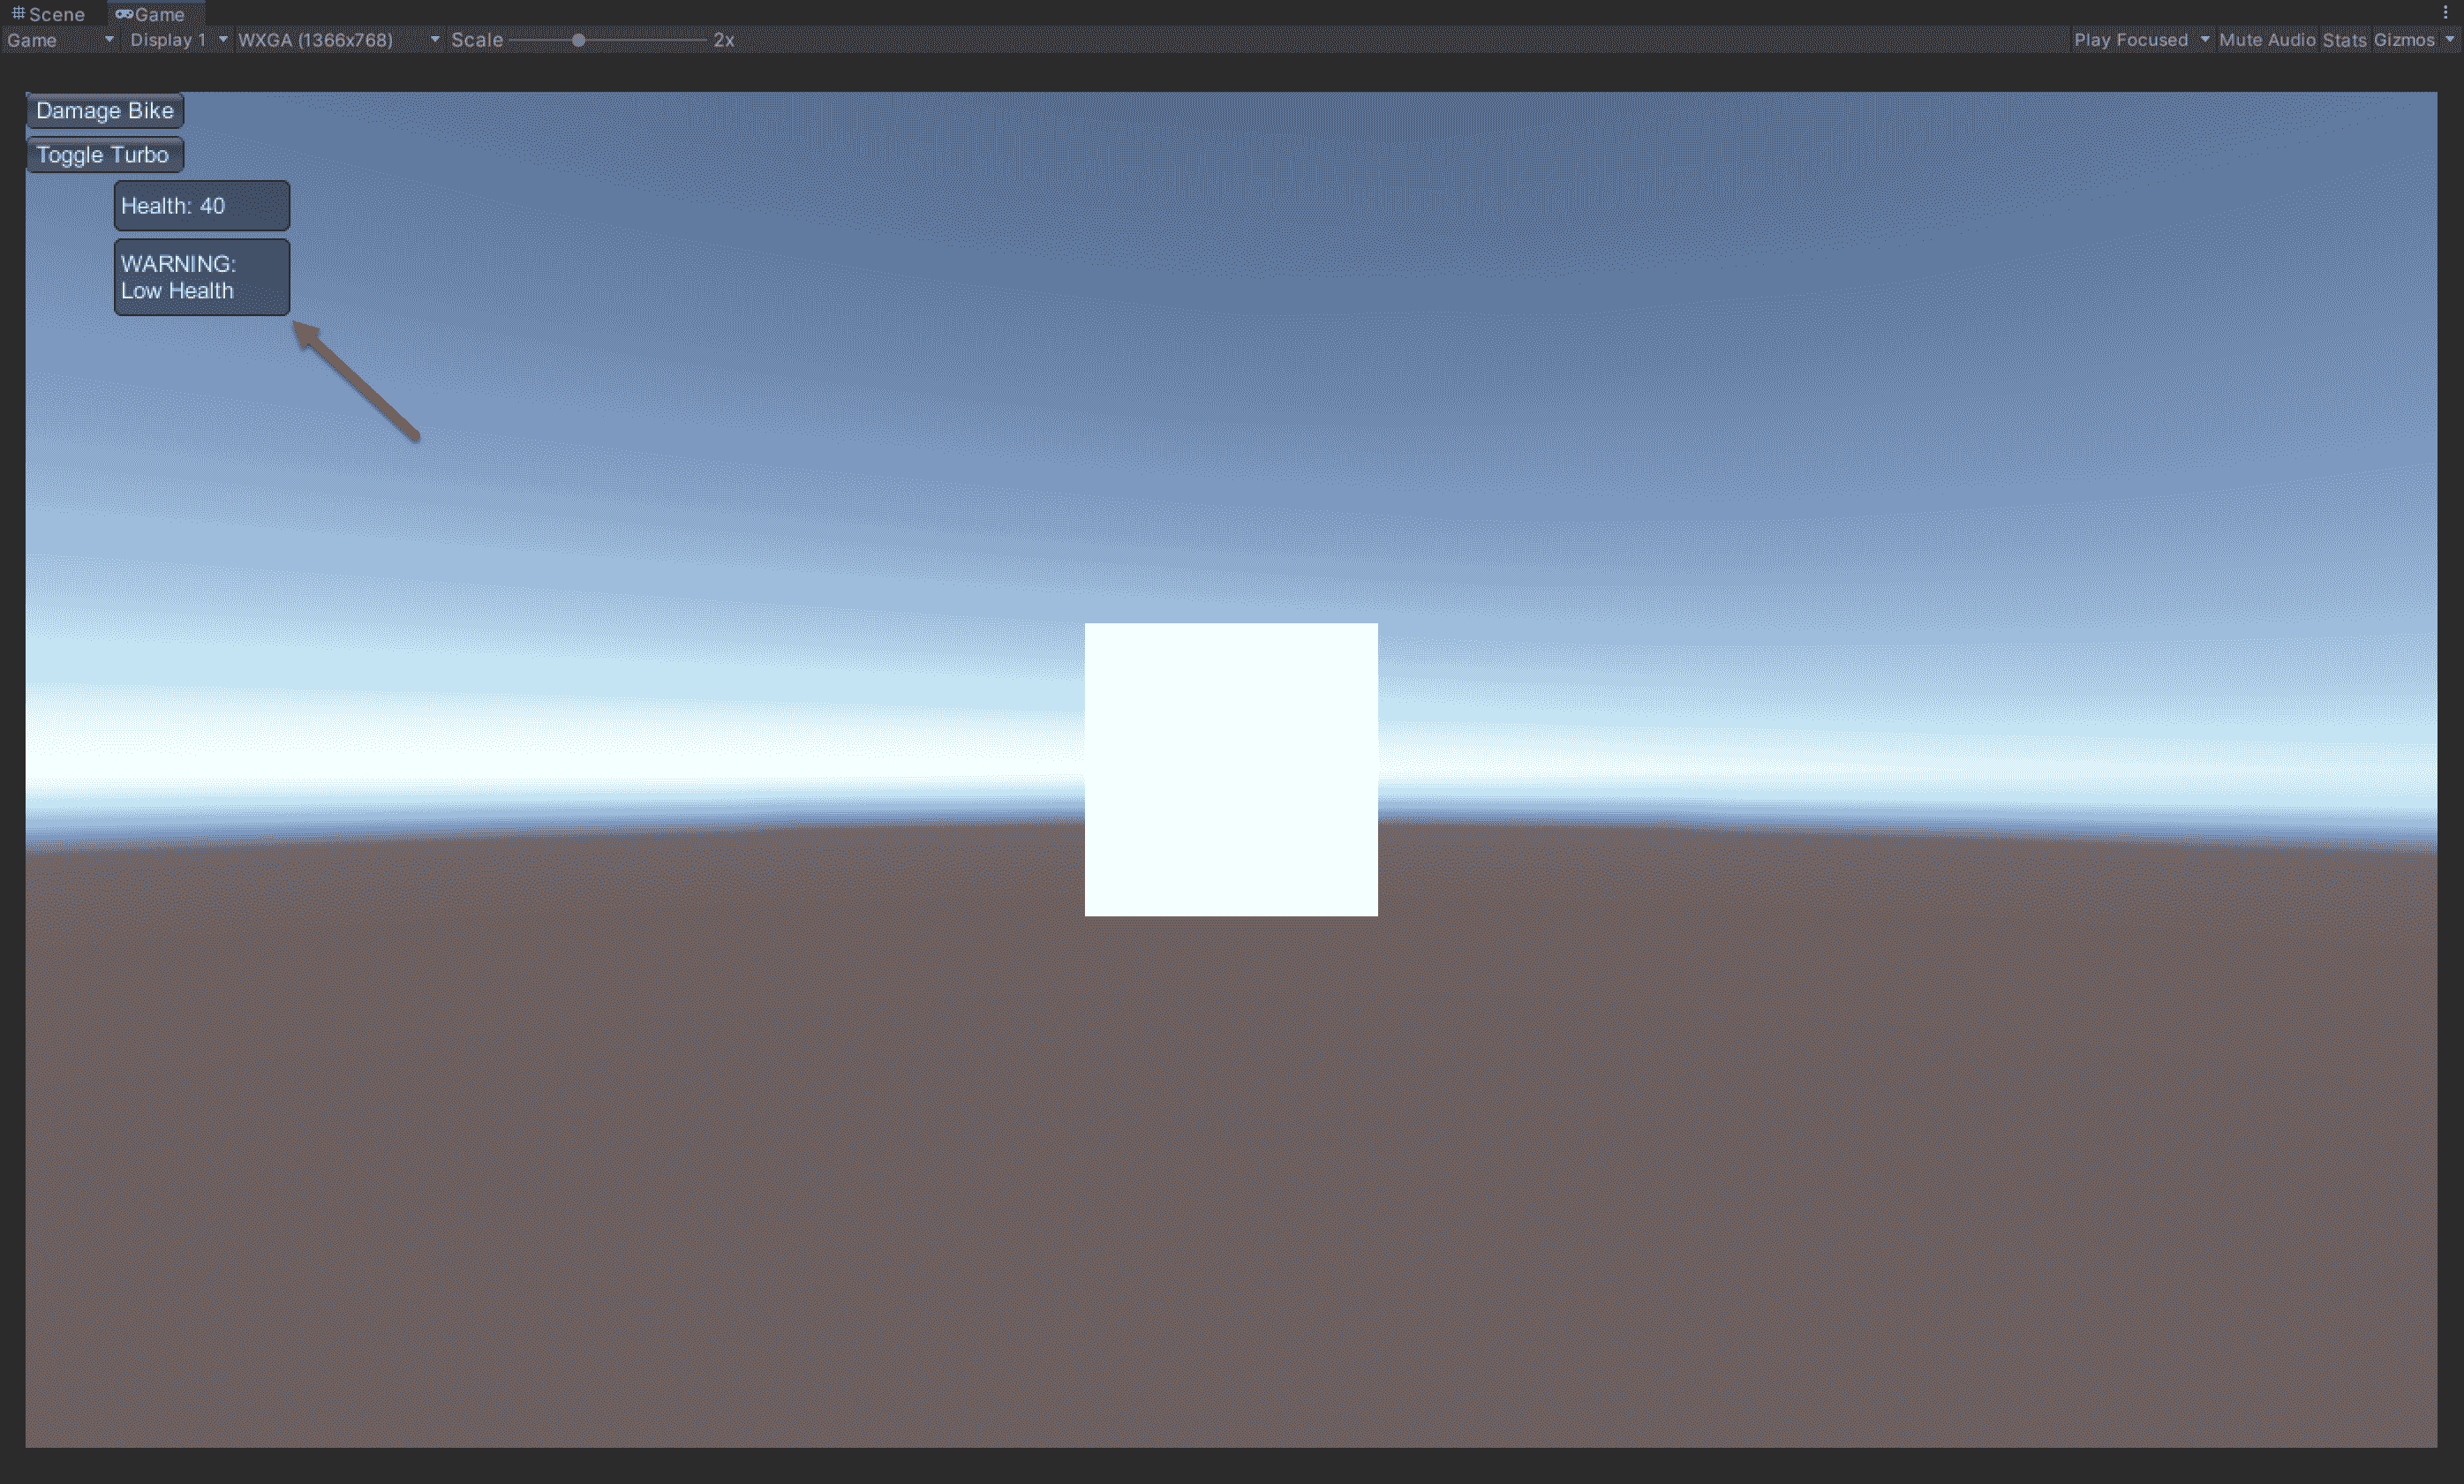 Scene Game
Game Display 1 WXGA (1366x768) Scale 2x Play Focused Mute Audio Stats Gizmos
Damage Bike
Toggle Turbo
Health: 40
WARNING:
Low Health